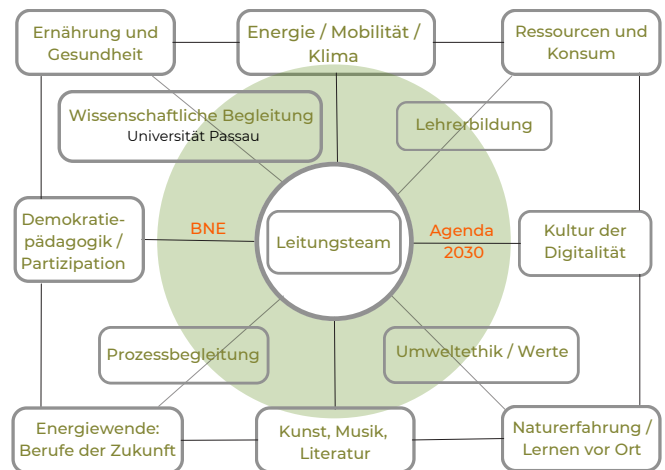 Ernährung und
Gesundheit
Energie / Mobilität /
Klima
Ressourcen und
Konsum
Wissenschaftliche Begleitung
Universität Passau
Lehrerbildung
Demokratie-
pädagogik /
Partizipation
BNE
Leitungsteam
Agenda
2030
Kultur der
Digitalität
Prozessbegleitung
Umweltethik / Werte
Energiewende:
Berufe der Zukunft
Kunst, Musik,
Literatur
Naturerfahrung /
Lernen vor Ort